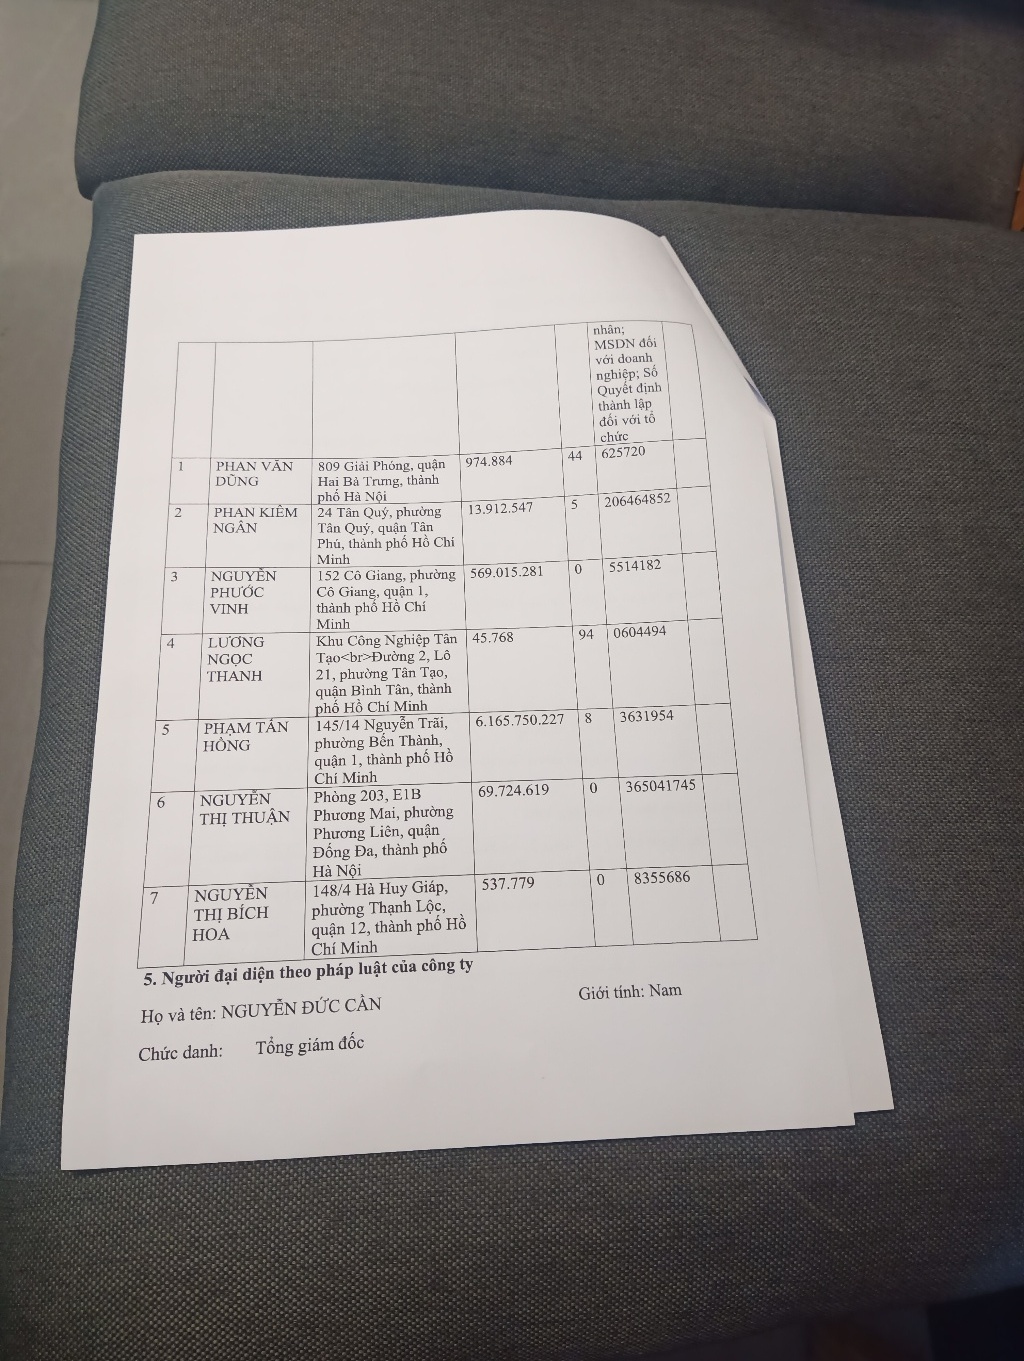 nhân;
MSDN đối
với doanh
nghiệp; Số
Quyết định
thành lập
đối với tổ
chức
1 PHAN VĂN 809 Giải Phóng, quận 974.884 44 625720
DŨNG Hai Bà Trưng, thành
phố Hà Nội
2 PHAN KIÊM 24 Tân Quý, phường 13.912.547 5 206464852
NGÂN Tân Quý, quận Tân
Phú, thành phố Hồ Chí
Minh
3 NGUYỄN 152 Cô Giang, phường 569.015.281 0 5514182
PHƯỚC Cô Giang, quận 1,
VINH thành phố Hồ Chí
Minh
4 LƯƠNG Khu Công Nghiệp Tân 45.768 94 0604494
NGỌC Tạo<br>Đường 2, Lô
THANH 21, phường Tân Tạo,
quận Bình Tân, thành
phố Hồ Chí Minh
5 PHẠM TẤN 145/14 Nguyễn Trãi, 6.165.750.227 8 3631954
HỒNG phường Bến Thành,
quận 1, thành phố Hồ
Chí Minh
6 NGUYỄN Phòng 203, E1B 69.724.619 0 365041745
THỊ THUẬN Phương Mai, phường
Phương Liên, quận
Đống Đa, thành phố
Hà Nội
7 NGUYỄN 148/4 Hà Huy Giáp, 537.779 0 8355686
THỊ BÍCH phường Thạnh Lộc,
HOA quận 12, thành phố Hồ
Chí Minh
5. Người đại diện theo pháp luật của công ty
Họ và tên: NGUYỄN ĐỨC CẦN Giới tính: Nam
Chức danh: Tổng giám đốc